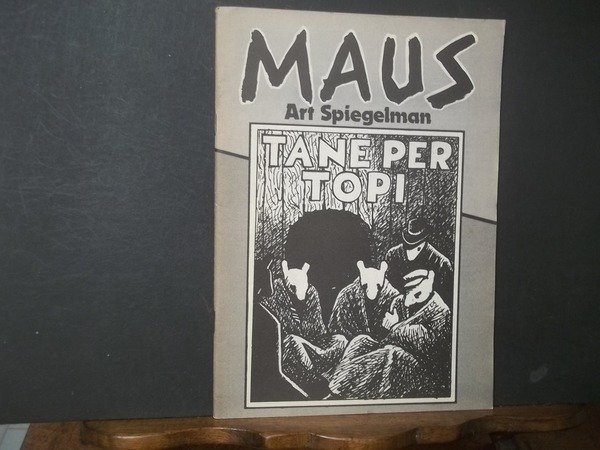 MAUS
Art Spiegelman
TANE PER
TOPI